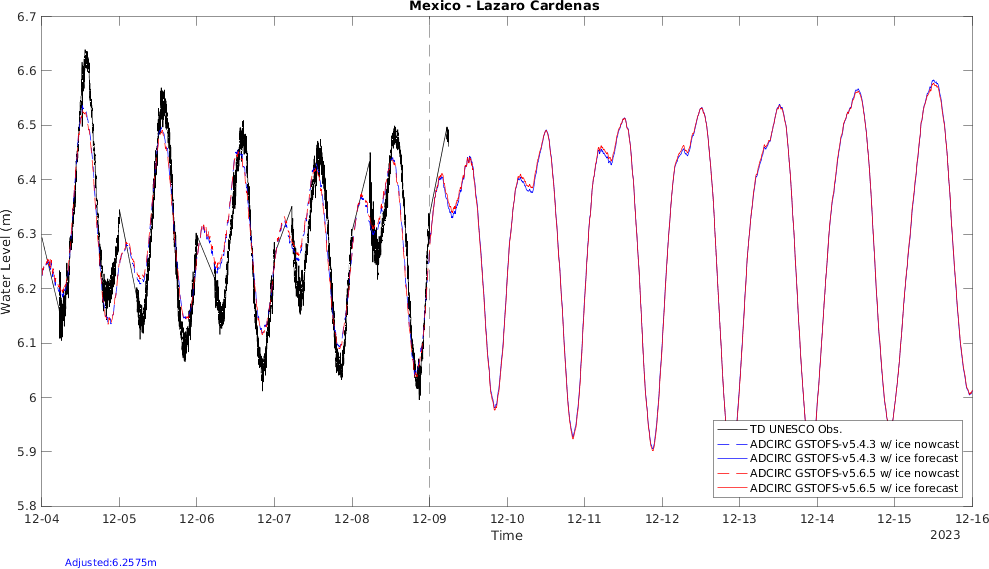 Mexico - Lazaro Cardenas
6.7
6.6
6.5
6.4
6.3
6.2
6.1
6
5.9
5.8
Water Level (m)
TD UNESCO Obs.
ADCIRC GSTOFS-v5.4.3 w/ ice nowcast
ADCIRC GSTOFS-v5.4.3 w/ ice forecast
ADCIRC GSTOFS-v5.6.5 w/ ice nowcast
ADCIRC GSTOFS-v5.6.5 w/ ice forecast
12-04 12-05 12-06 12-07 12-08 12-09 12-10 12-11 12-12 12-13 12-14 12-15 12-16
Time
2023
Adjusted:6.2575m